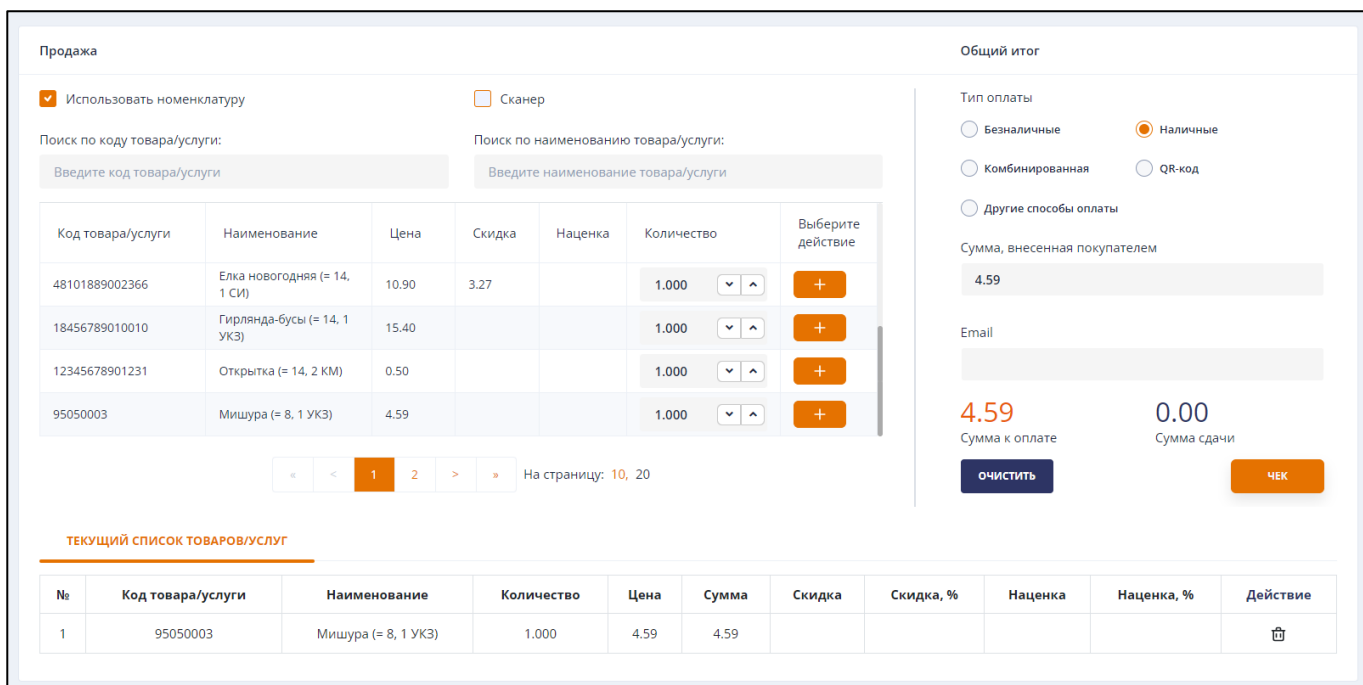 Продажа
Общий итог
Использовать номенклатуру
Сканер
Поиск по коду товара/услуги:
Поиск по наименованию товара/услуги:
Введите код товара/услуги
Введите наименование товара/услуги
Код товара/услуги Наименование Цена Скидка Наценка Количество Выберите
действие
48101889002366 Елка новогодняя (= 14, 10.90 3.27 1.000 +
1 СИ)
18456789010010 Гирлянда-бусы (= 14, 1 15.40 1.000 +
УКЗ)
12345678901231 Открытка (= 14, 2 КМ) 0.50 1.000 +
95050003 Мишура (= 8, 1 УКЗ) 4.59 1.000 +
« < 1 2 > » На страницу: 10, 20
Тип оплаты
Безналичные Наличные
Комбинированная QR-код
Другие способы оплаты
Сумма, внесенная покупателем
4.59
Email
4.59 0.00
Сумма к оплате Сумма сдачи
ОЧИСТИТЬ ЧЕК
ТЕКУЩИЙ СПИСОК ТОВАРОВ/УСЛУГ
№ Код товара/услуги Наименование Количество Цена Сумма Скидка Скидка, % Наценка Наценка, % Действие
1 95050003 Мишура (= 8, 1 УКЗ) 1.000 4.59 4.59